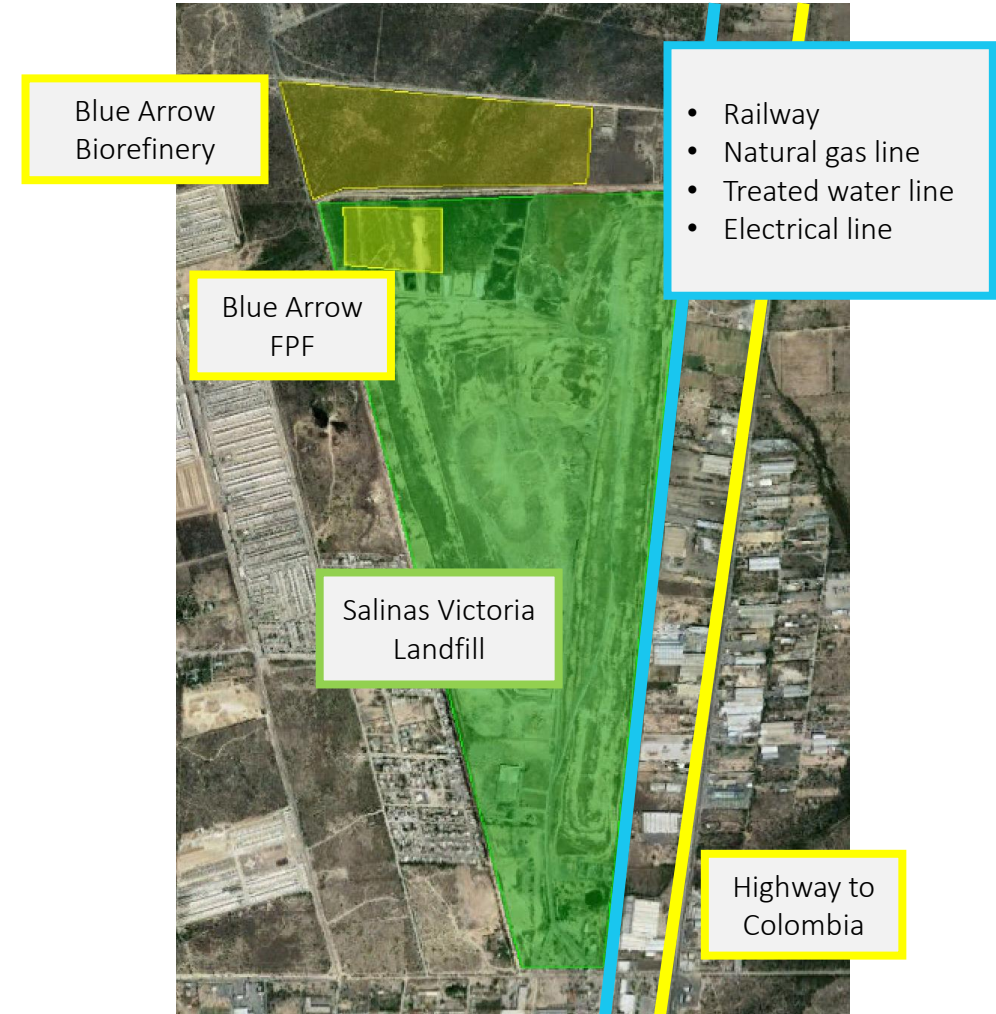 Blue Arrow
Biorefinery
• Railway
• Natural gas line
• Treated water line
• Electrical line
Blue Arrow
FPF
Salinas Victoria
Landfill
Highway to
Colombia